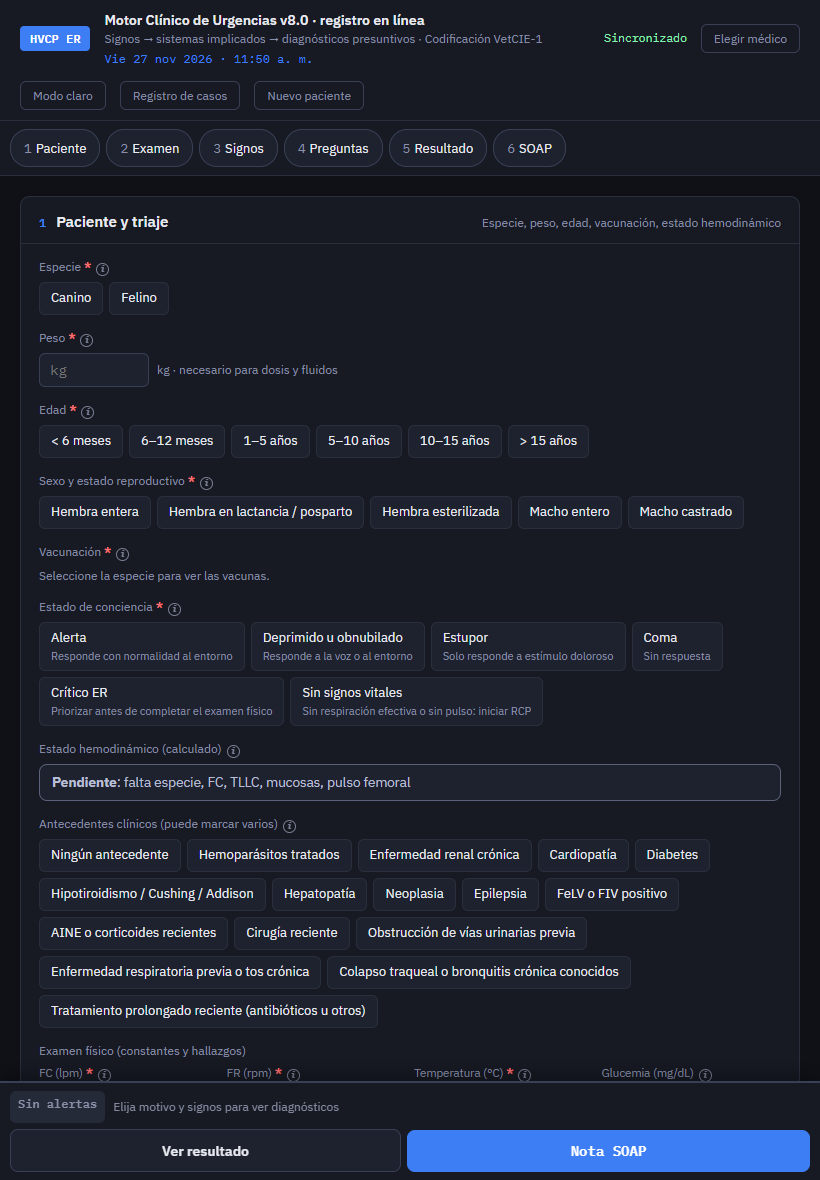 HVCP ER
Motor Clínico de Urgencias v8.0 · registro en línea
Signos → sistemas implicados → diagnósticos presuntivos · Codificación VetCIE-1
Vie 27 nov 2026 · 11:50 a. m.
Sincronizado
Elegir médico
Modo claro
Registro de casos
Nuevo paciente
1 Paciente
2 Examen
3 Signos
4 Preguntas
5 Resultado
6 SOAP
1 Paciente y triaje
Especie, peso, edad, vacunación, estado hemodinámico
Especie * i
Canino
Felino
Peso * i
kg
kg · necesario para dosis y fluidos
Edad * i
< 6 meses
6–12 meses
1–5 años
5–10 años
10–15 años
> 15 años
Sexo y estado reproductivo * i
Hembra entera
Hembra en lactancia / posparto
Hembra esterilizada
Macho entero
Macho castrado
Vacunación * i
Seleccione la especie para ver las vacunas.
Estado de conciencia * i
Alerta
Responde con normalidad al entorno
Deprimido u obnubilado
Responde a la voz o al entorno
Estupor
Solo responde a estímulo doloroso
Coma
Sin respuesta
Crítico ER
Priorizar antes de completar el examen físico
Sin signos vitales
Sin respiración efectiva o sin pulso: iniciar RCP
Estado hemodinámico (calculado) i
Pendiente: falta especie, FC, TLLC, mucosas, pulso femoral
Antecedentes clínicos (puede marcar varios) i
Ningún antecedente
Hemoparásitos tratados
Enfermedad renal crónica
Cardiopatía
Diabetes
Hipotiroidismo / Cushing / Addison
Hepatopatía
Neoplasia
Epilepsia
FeLV o FIV positivo
AINE o corticoides recientes
Cirugía reciente
Obstrucción de vías urinarias previa
Enfermedad respiratoria previa o tos crónica
Colapso traqueal o bronquitis crónica conocidos
Tratamiento prolongado reciente (antibióticos u otros)
Examen físico (constantes y hallazgos)
FC (lpm) * i
FR (rpm) * i
Temperatura (°C) * i
Glucemia (mg/dL) i
Sin alertas
Elija motivo y signos para ver diagnósticos
Ver resultado
Nota SOAP